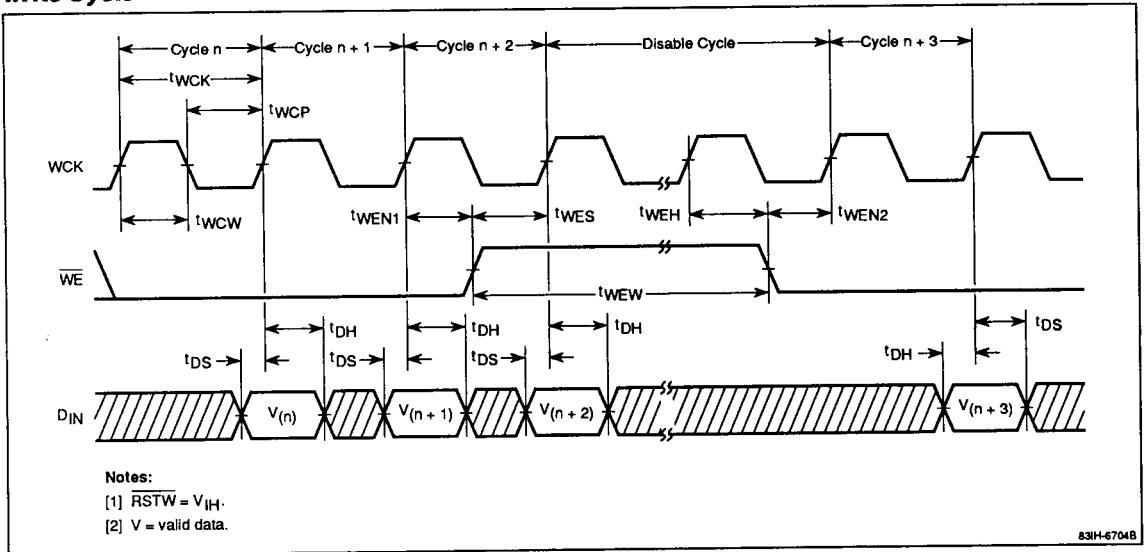 Cycle n Cycle n + 1 Cycle n + 2 Disable Cycle Cycle n + 3
tWCK
tWCP
WCK
tWCW tWEN1 tWES tWEH tWEN2
WE
tWEW
tDH tDH tDH tDS
tDS tDS tDS tDH
DIN V(n) V(n + 1) V(n + 2) V(n + 3)
Notes:
[1] RSTW = VIH.
[2] V = valid data.
83IH-6704B